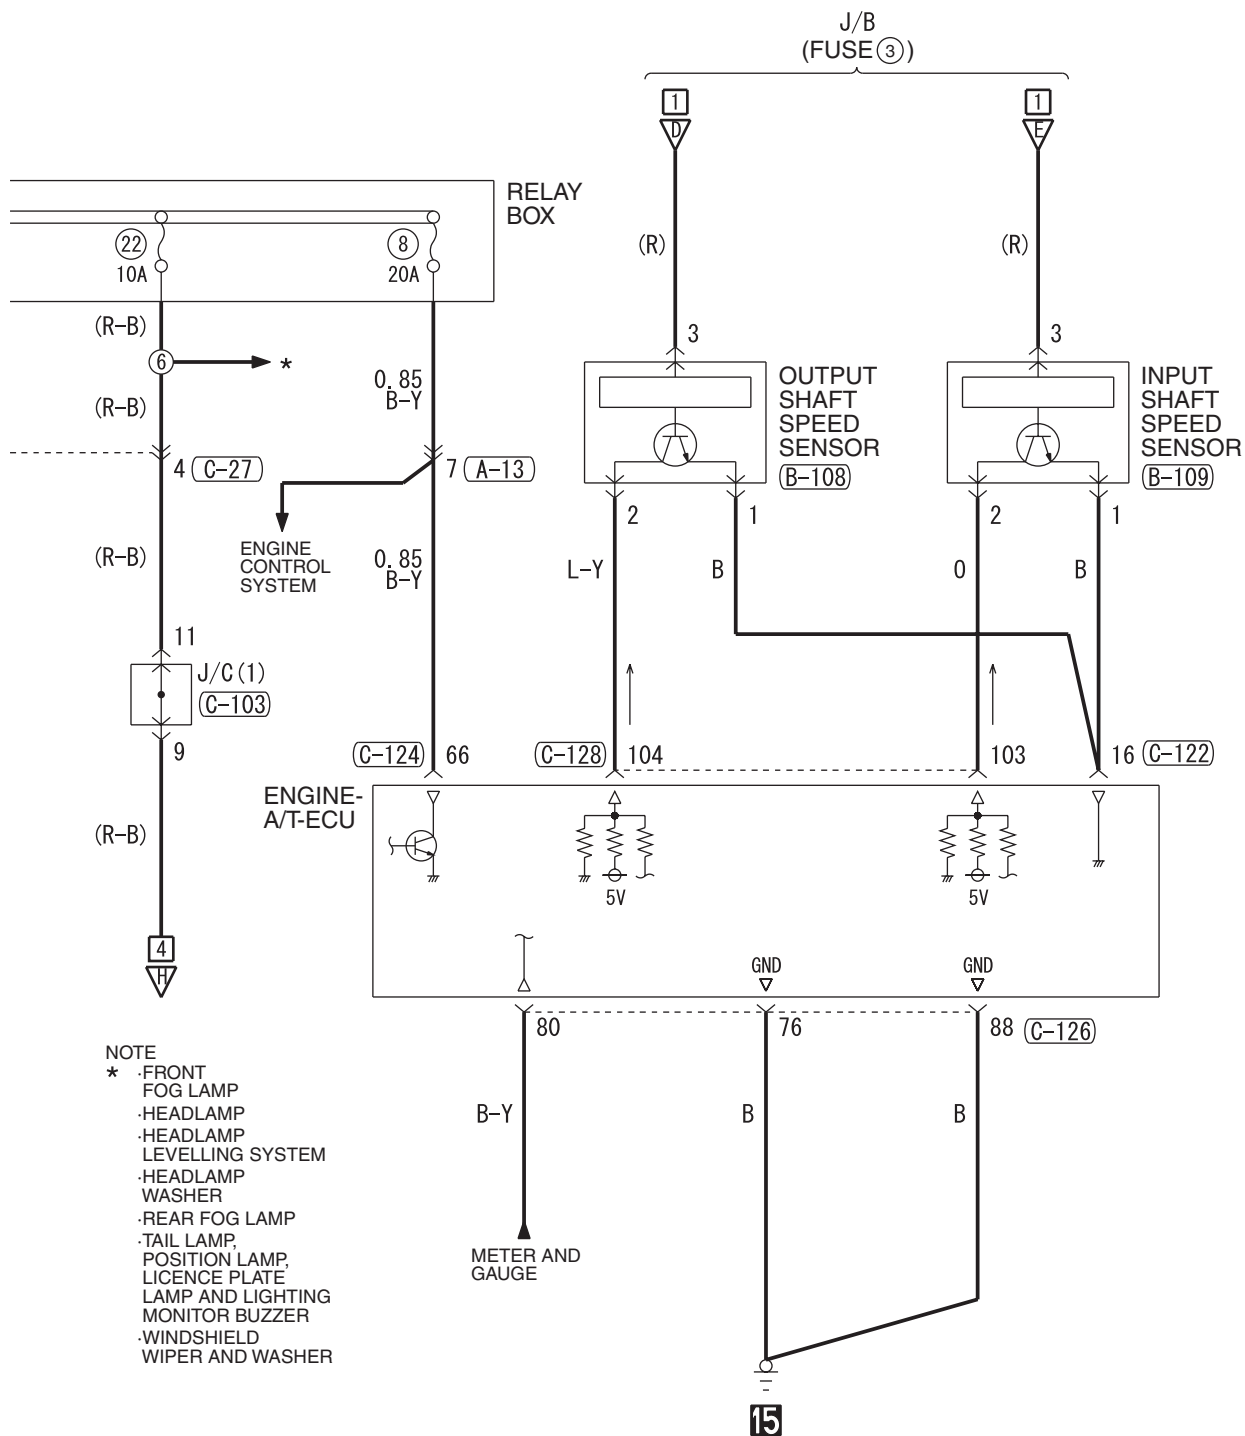 J/B
(FUSE 3)
1
1
D
E
RELAY
BOX
22
10A
8
20A
(R)
(R)
(R-B)
6
*
3
3
0.85
B-Y
(R-B)
OUTPUT
SHAFT
SPEED
SENSOR
B-108
INPUT
SHAFT
SPEED
SENSOR
B-109
4 C-27
7 A-13
2
1
2
1
ENGINE
CONTROL
SYSTEM
(R-B)
0.85
B-Y
L-Y
B
O
B
11
J/C(1)
C-103
9
C-124 66
C-128 104
103
16 C-122
ENGINE-
A/T-ECU
(R-B)
5V
5V
4
H
GND
GND
80
76
88 C-126
NOTE
* ·FRONT
FOG LAMP
·HEADLAMP
·HEADLAMP
LEVELLING SYSTEM
·HEADLAMP
WASHER
·REAR FOG LAMP
·TAIL LAMP,
POSITION LAMP,
LICENCE PLATE
LAMP AND LIGHTING
MONITOR BUZZER
·WINDSHIELD
WIPER AND WASHER
B-Y
B
B
METER AND
GAUGE
15